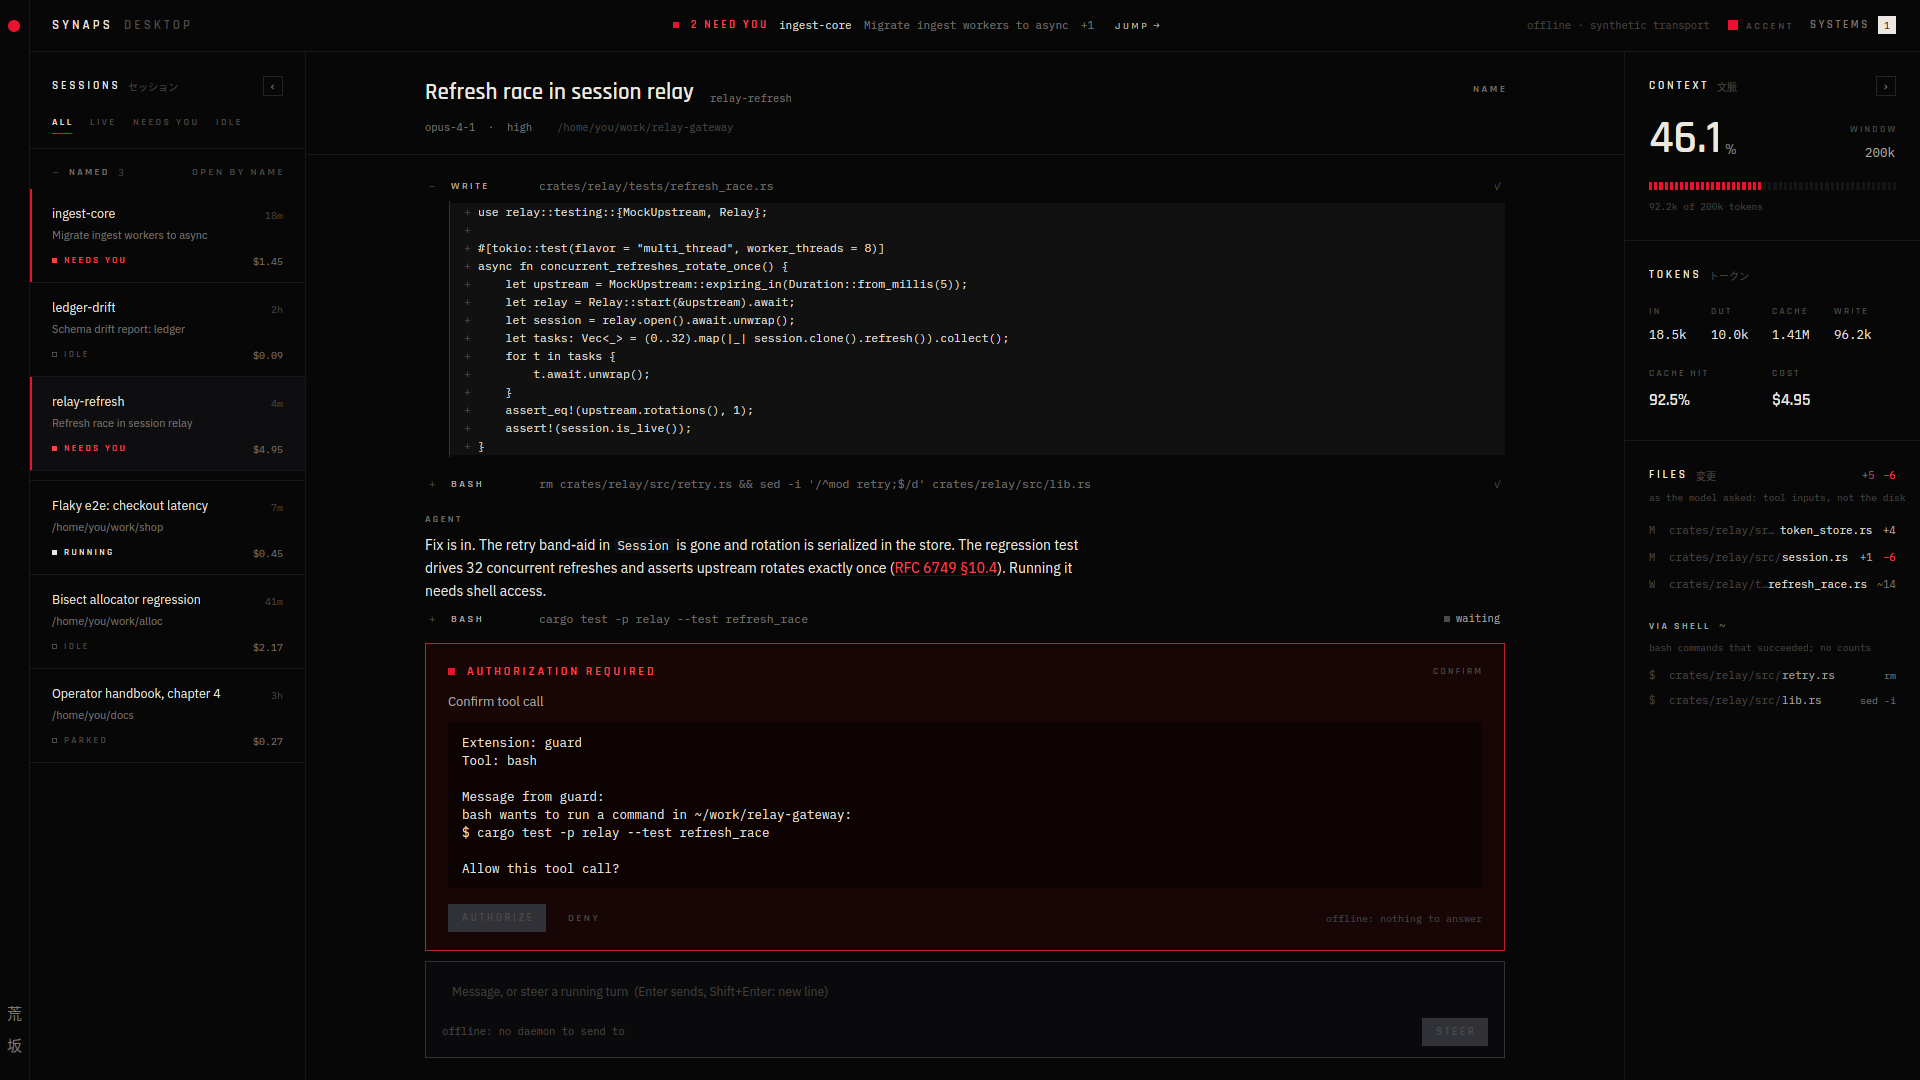 SYNAPS DESKTOP
2 NEED YOU ingest-core Migrate ingest workers to async +1 JUMP →
offline · synthetic transport ACCENT SYSTEMS 1
SESSIONS セッション ‹
ALL LIVE NEEDS YOU IDLE
− NAMED 3 OPEN BY NAME
ingest-core 18m
Migrate ingest workers to async
NEEDS YOU $1.45
ledger-drift 2h
Schema drift report: ledger
IDLE $0.09
relay-refresh 4m
Refresh race in session relay
NEEDS YOU $4.95
Flaky e2e: checkout latency 7m
/home/you/work/shop
RUNNING $0.45
Bisect allocator regression 41m
/home/you/work/alloc
IDLE $2.17
Operator handbook, chapter 4 3h
/home/you/docs
PARKED $0.27
荒
坂
Refresh race in session relay relay-refresh NAME
opus-4-1 · high /home/you/work/relay-gateway
− WRITE crates/relay/tests/refresh_race.rs √
+ use relay::testing::{MockUpstream, Relay};
+
+ #[tokio::test(flavor = "multi_thread", worker_threads = 8)]
+ async fn concurrent_refreshes_rotate_once() {
+ let upstream = MockUpstream::expiring_in(Duration::from_millis(5));
+ let relay = Relay::start(&upstream).await;
+ let session = relay.open().await.unwrap();
+ let tasks: Vec<_> = (0..32).map(|_| session.clone().refresh()).collect();
+ for t in tasks {
+ t.await.unwrap();
+ }
+ assert_eq!(upstream.rotations(), 1);
+ assert!(session.is_live());
+ }
+ BASH rm crates/relay/src/retry.rs && sed -i '/^mod retry;$/d' crates/relay/src/lib.rs √
AGENT
Fix is in. The retry band-aid in Session is gone and rotation is serialized in the store. The regression test
drives 32 concurrent refreshes and asserts upstream rotates exactly once (RFC 6749 §10.4). Running it
needs shell access.
+ BASH cargo test -p relay --test refresh_race waiting
AUTHORIZATION REQUIRED CONFIRM
Confirm tool call
Extension: guard
Tool: bash
Message from guard:
bash wants to run a command in ~/work/relay-gateway:
$ cargo test -p relay --test refresh_race
Allow this tool call?
AUTHORIZE DENY offline: nothing to answer
Message, or steer a running turn (Enter sends, Shift+Enter: new line)
offline: no daemon to send to STEER
CONTEXT 文脈 ›
46.1% WINDOW
200k
92.2k of 200k tokens
TOKENS トークン
IN OUT CACHE WRITE
18.5k 10.0k 1.41M 96.2k
CACHE HIT COST
92.5% $4.95
FILES 変更 +5 −6
as the model asked: tool inputs, not the disk
M crates/relay/sr… token_store.rs +4
M crates/relay/src/session.rs +1 −6
W crates/relay/t…refresh_race.rs ~14
VIA SHELL ~
bash commands that succeeded; no counts
$ crates/relay/src/retry.rs rm
$ crates/relay/src/lib.rs sed -i